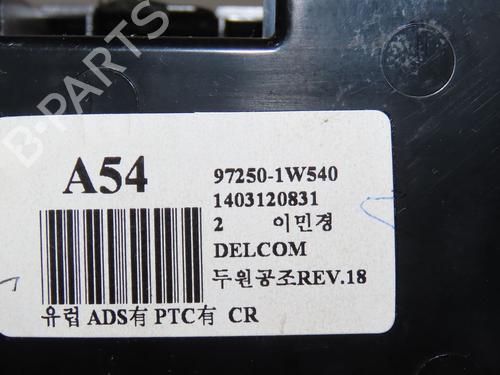 B-PARTS
A54
97250-1W540
1403120831
2 이민경
DELCOM
두원공조REV.18
유럽 ADS有 PTC有 CR